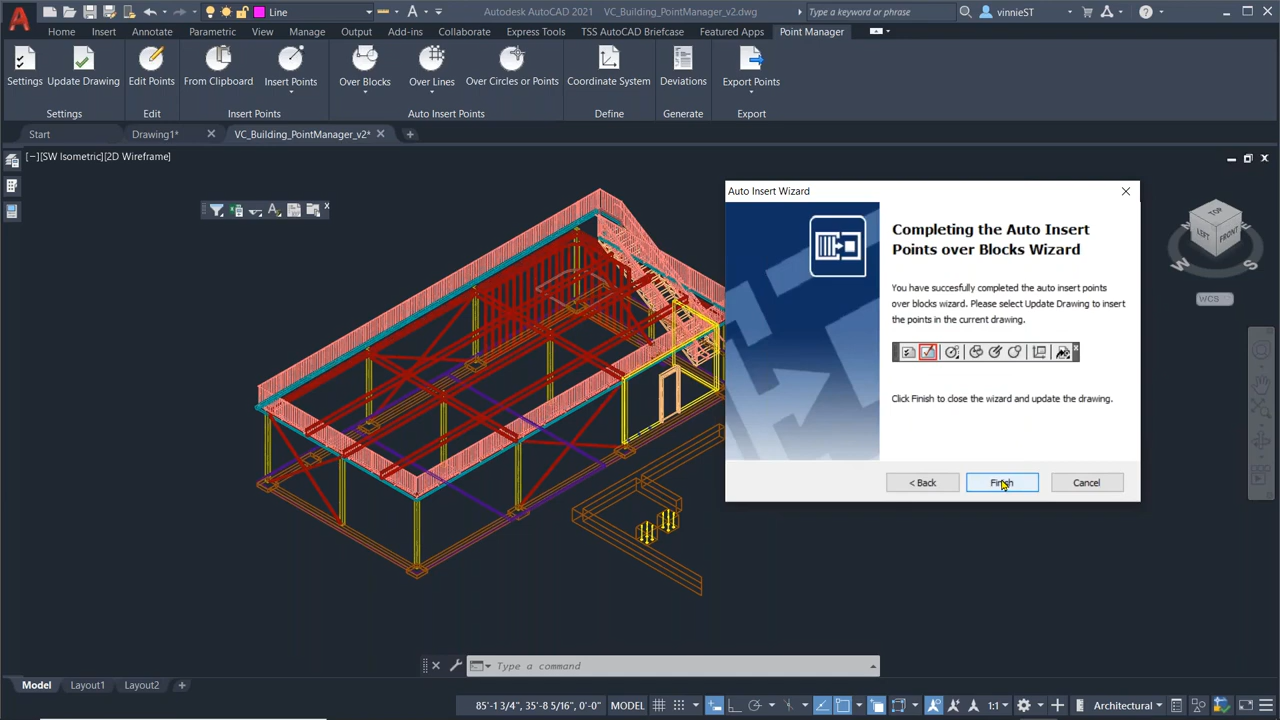 Line
Autodesk AutoCAD 2021 VC_Building_PointManager_v2.dwg
Type a keyword or phrase
vinnieST
Home Insert Annotate Parametric View Manage Output Add-ins Collaborate Express Tools TSS AutoCAD Briefcase Featured Apps Point Manager
Settings Update Drawing Edit Points From Clipboard Insert Points Over Blocks Over Lines Over Circles or Points Coordinate System Deviations Export Points
Settings Edit Insert Points Auto Insert Points Define Generate Export
Start Drawing1* VC_Building_PointManager_v2*
[−][SW Isometric][2D Wireframe]
Auto Insert Wizard
Completing the Auto Insert
Points over Blocks Wizard
You have succesfully completed the auto insert points
over blocks wizard. Please select Update Drawing to insert
the points in the current drawing.
Click Finish to close the wizard and update the drawing.
< Back Finish Cancel
TOP
LEFT FRONT
W S
WCS
Type a command
Model Layout1 Layout2
85'-1 3/4", 35'-8 5/16", 0'-0" MODEL 1:1 Architectural